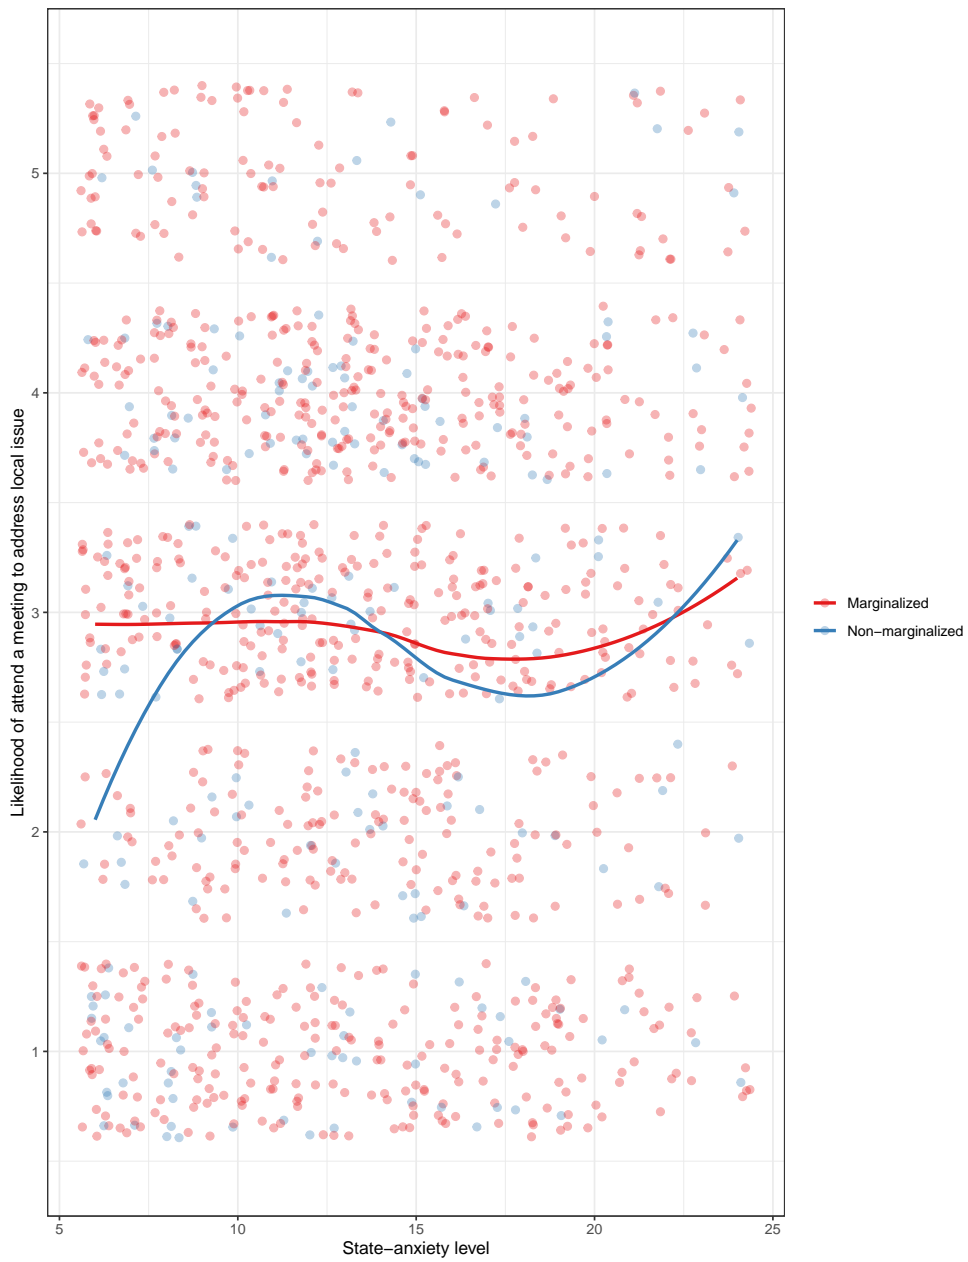 Likelihood of attend a meeting to address local issue
5
4
3
2
1
5
10
15
20
25
State−anxiety level
Marginalized
Non−marginalized